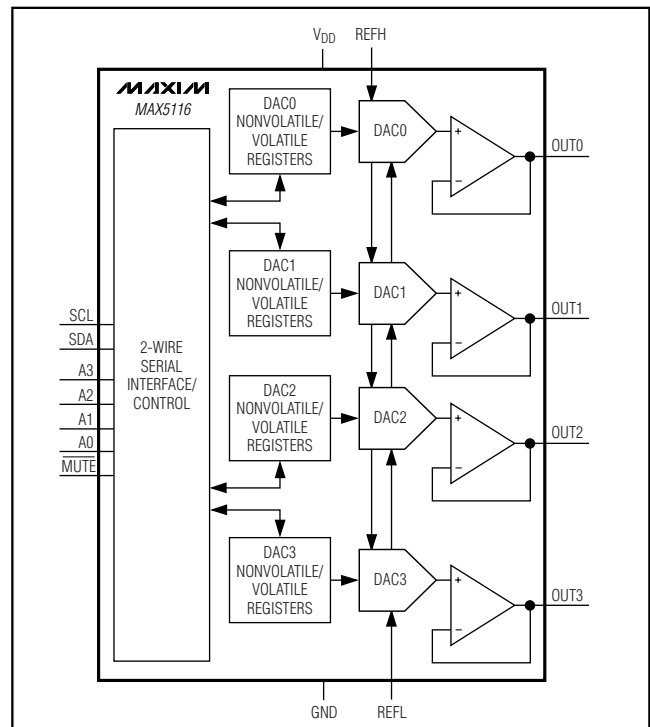 VDD
REFH
MAXIM
MAX5116
DAC0
NONVOLATILE/
VOLATILE
REGISTERS
DAC0
+
−
OUT0
DAC1
NONVOLATILE/
VOLATILE
REGISTERS
DAC1
+
−
OUT1
SCL
SDA
A3
A2
A1
A0
MUTE
2-WIRE
SERIAL
INTERFACE/
CONTROL
DAC2
NONVOLATILE/
VOLATILE
REGISTERS
DAC2
+
−
OUT2
DAC3
NONVOLATILE/
VOLATILE
REGISTERS
DAC3
+
−
OUT3
GND
REFL